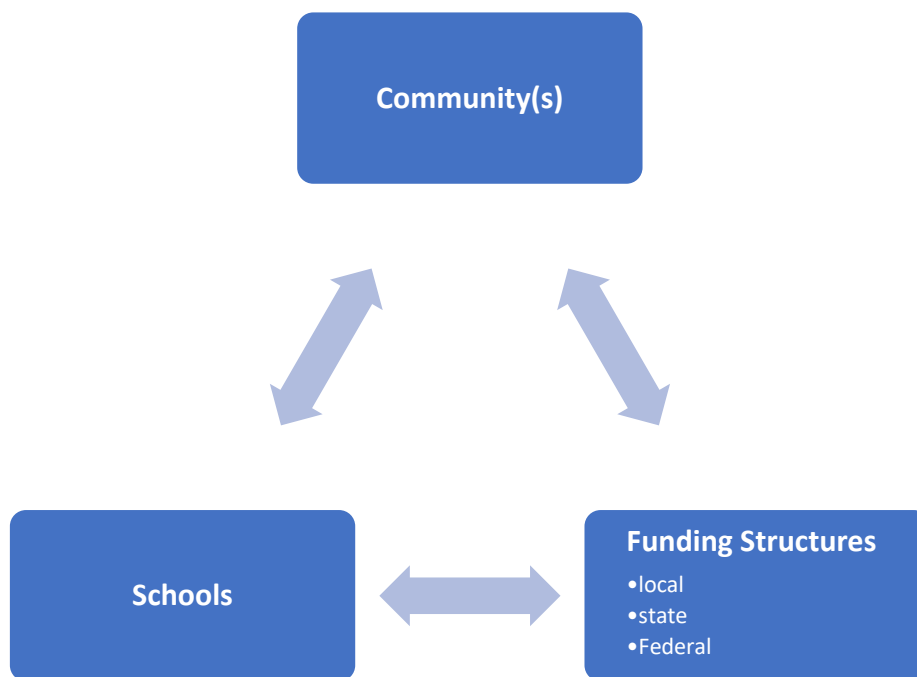 Community(s)
Schools
Funding Structures
•local
•state
•Federal